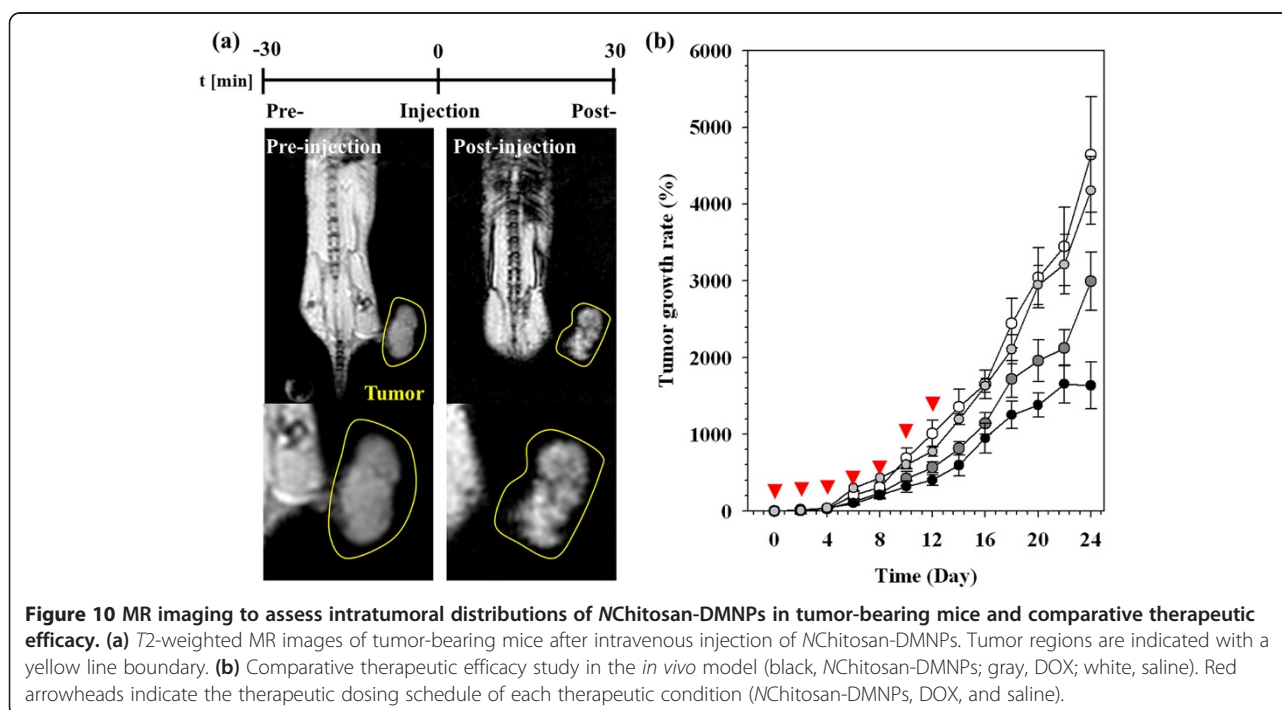 (a)
-30 0 30
t [min]
Pre- Injection Post-
Pre-injection Post-injection
Tumor
(b)
6000
5000
4000
3000
2000
1000
0
Tumor growth rate (%)
0 4 8 12 16 20 24
Time (Day)
Figure 10 MR imaging to assess intratumoral distributions of NChitosan-DMNPs in tumor-bearing mice and comparative therapeutic
efficacy. (a) T2-weighted MR images of tumor-bearing mice after intravenous injection of NChitosan-DMNPs. Tumor regions are indicated with a
yellow line boundary. (b) Comparative therapeutic efficacy study in the in vivo model (black, NChitosan-DMNPs; gray, DOX; white, saline). Red
arrowheads indicate the therapeutic dosing schedule of each therapeutic condition (NChitosan-DMNPs, DOX, and saline).